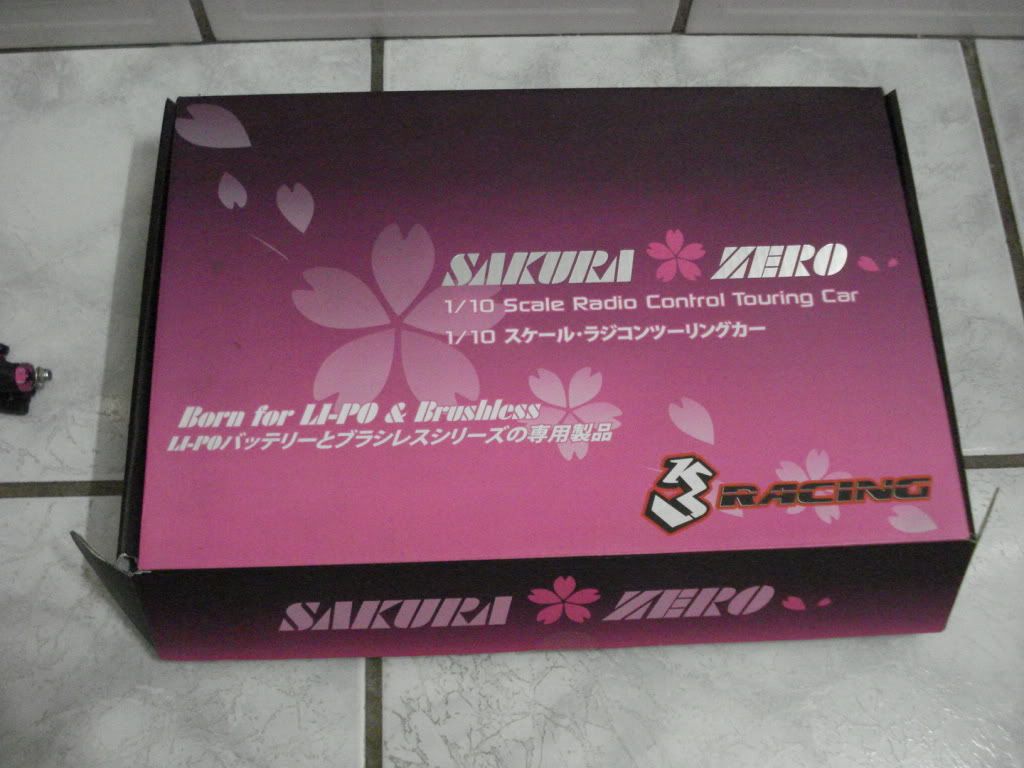 SAKURA ZERO
1/10 Scale Radio Control Touring Car
1/10 スケール・ラジコンツーリングカー
Born for LI-PO & Brushless
LI-POバッテリーとブラシレスシリーズの専用製品
3 RACING
SAKURA ZERO